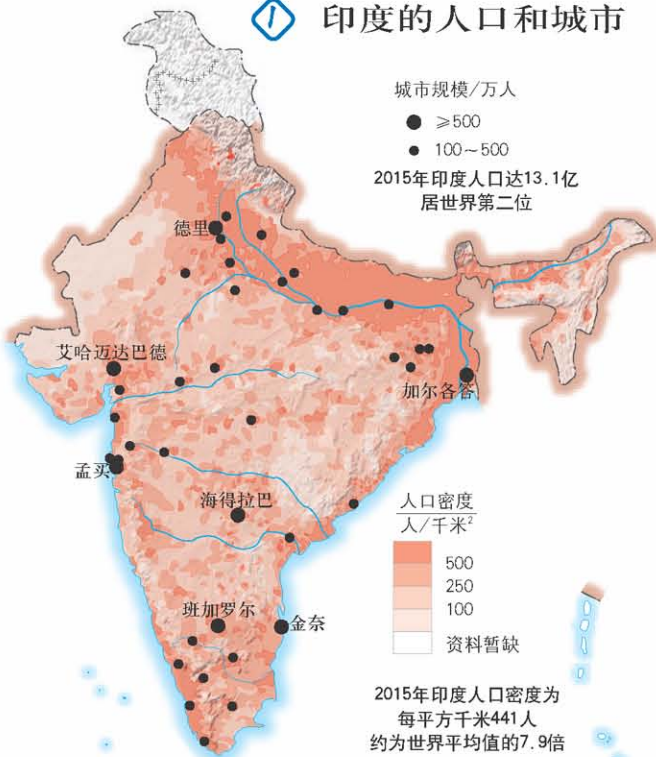 1 印度的人口和城市
城市规模/万人
≥500
100~500
2015年印度人口达13.1亿
居世界第二位
德里
艾哈迈达巴德
加尔各答
孟买
海得拉巴
人口密度
人/千米²
500
250
100
资料暂缺
班加罗尔
金奈
2015年印度人口密度为
每平方千米441人
约为世界平均值的7.9倍